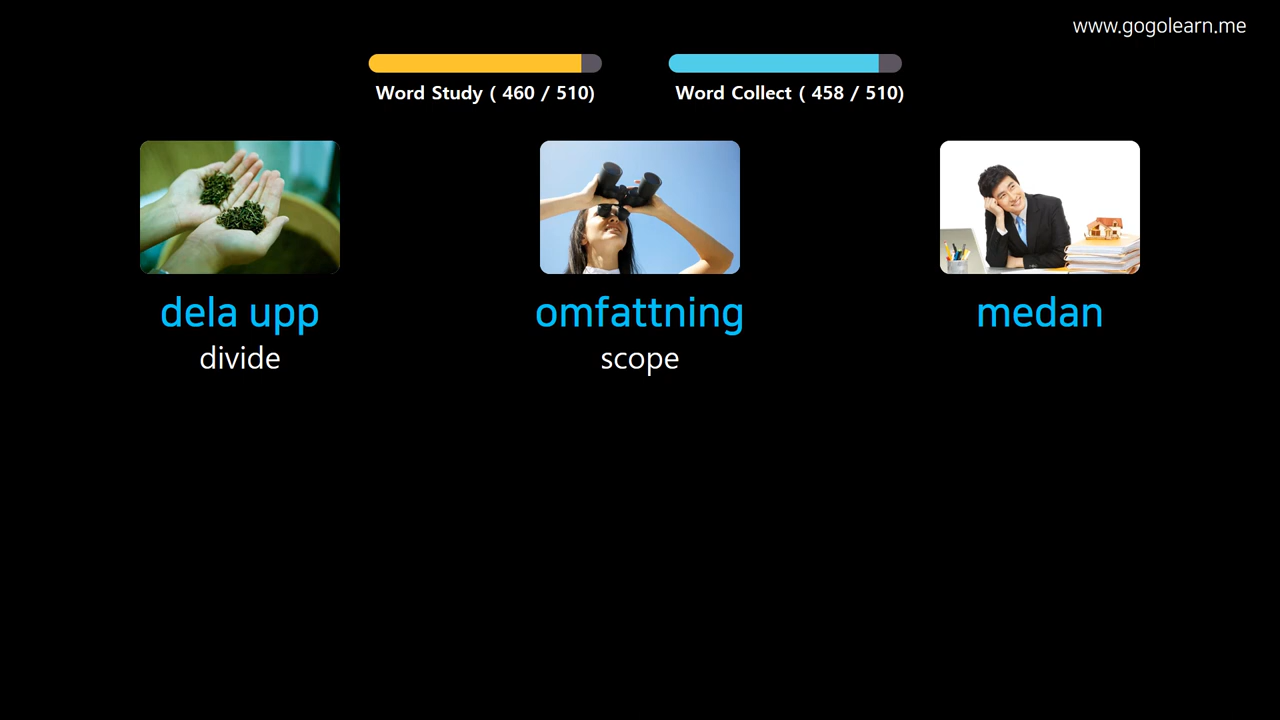 www.gogolearn.me
Word Study ( 460 / 510)
Word Collect ( 458 / 510)
dela upp
omfattning
medan
divide
scope